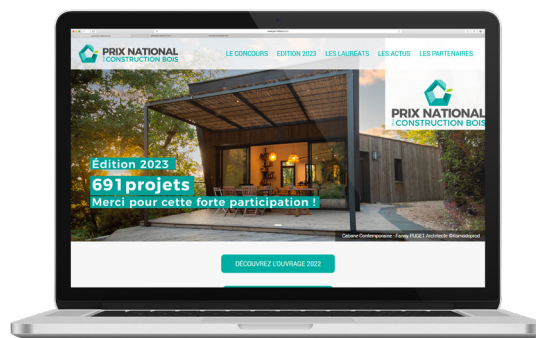 PRIX NATIONAL
CONSTRUCTION BOIS
LE CONCOURS EDITION 2023 LES LAURÉATS LES ACTUS LES PARTENAIRES
PRIX NATIONAL
CONSTRUCTION BOIS
Édition 2023
691 projets
Merci pour cette forte participation !
Cabane Contemporaine - Fanny PUGET Architecte
DÉCOUVREZ L'OUVRAGE 2022